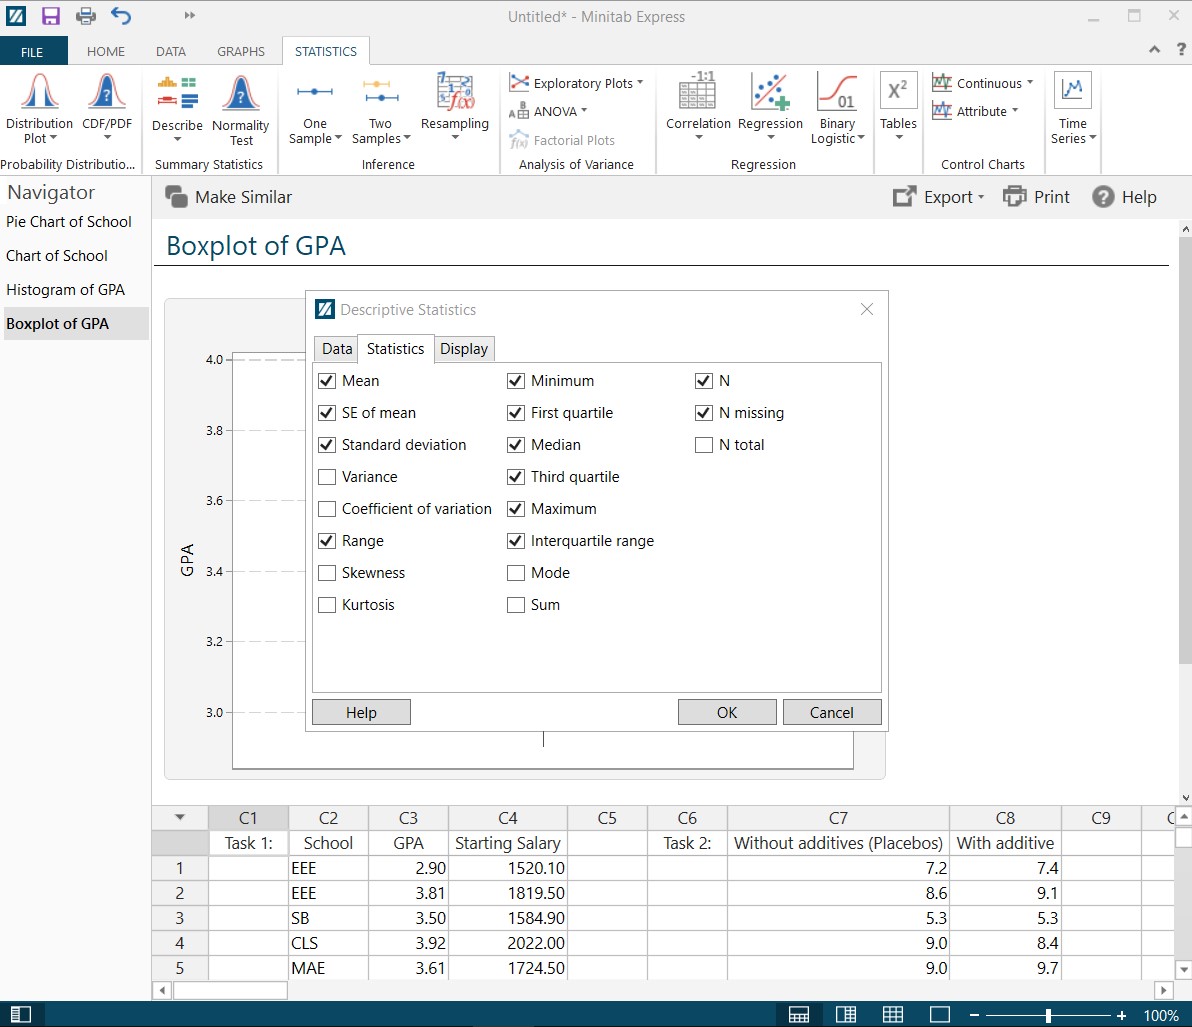 Untitled* - Minitab Express
FILE HOME DATA GRAPHS STATISTICS
Distribution Plot
CDF/PDF
Probability Distributio...
Describe
Normality Test
Summary Statistics
One Sample
Two Samples
Resampling
Inference
Exploratory Plots
ANOVA
Factorial Plots
Analysis of Variance
-1:1
Correlation
Regression
01
Binary Logistic
Regression
X²
Tables
Continuous
Attribute
Control Charts
Time Series
Navigator
Pie Chart of School
Chart of School
Histogram of GPA
Boxplot of GPA
Make Similar
Export
Print
Help
Boxplot of GPA
4.0
3.8
3.6
3.4
3.2
3.0
GPA
Descriptive Statistics
Data Statistics Display
Mean Minimum N
SE of mean First quartile N missing
Standard deviation Median N total
Variance Third quartile
Coefficient of variation Maximum
Range Interquartile range
Skewness Mode
Kurtosis Sum
Help OK Cancel
C1 C2 C3 C4 C5 C6 C7 C8 C9
Task 1: School GPA Starting Salary Task 2: Without additives (Placebos) With additive
1 EEE 2.90 1520.10 7.2 7.4
2 EEE 3.81 1819.50 8.6 9.1
3 SB 3.50 1584.90 5.3 5.3
4 CLS 3.92 2022.00 9.0 8.4
5 MAE 3.61 1724.50 9.0 9.7
100%